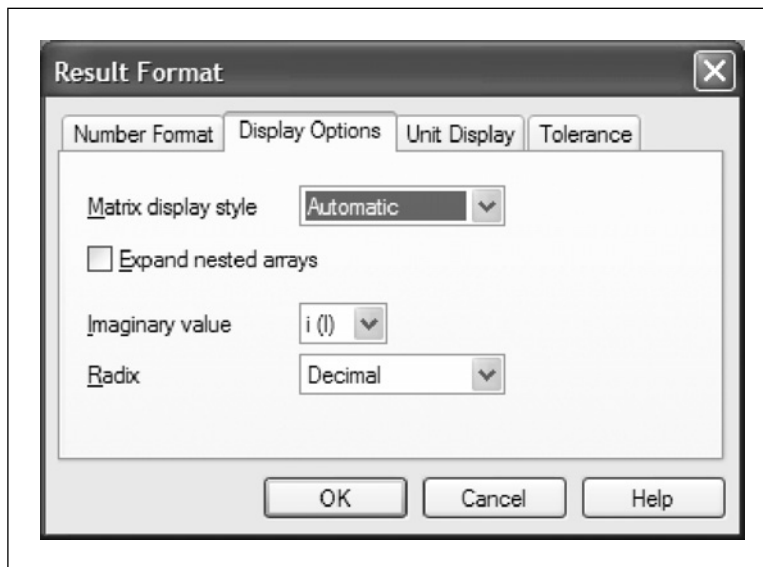 Result Format
Number Format Display Options Unit Display Tolerance
Matrix display style Automatic
Expand nested arrays
Imaginary value i (I)
Radix Decimal
OK Cancel Help